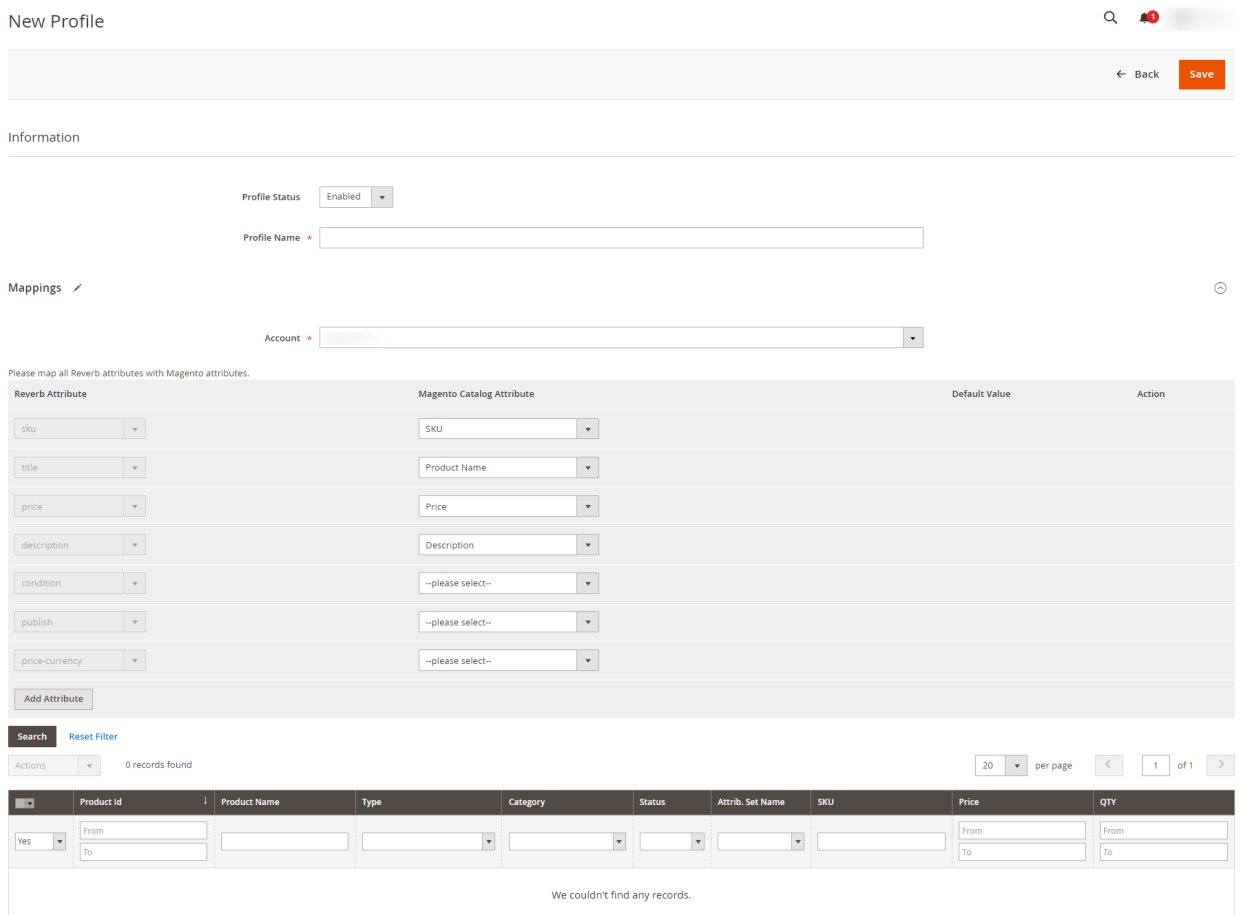 New Profile
1
← Back Save
Information
Profile Status Enabled
Profile Name *
Mappings
Account *
Please map all Reverb attributes with Magento attributes.
Reverb Attribute Magento Catalog Attribute Default Value Action
sku SKU
title Product Name
price Price
description Description
condition --please select--
publish --please select--
price-currency --please select--
Add Attribute
Search Reset Filter
Actions 0 records found 20 per page 1 of 1
Product Id ↓ Product Name Type Category Status Attrib. Set Name SKU Price QTY
Yes From From From
To To To
We couldn't find any records.